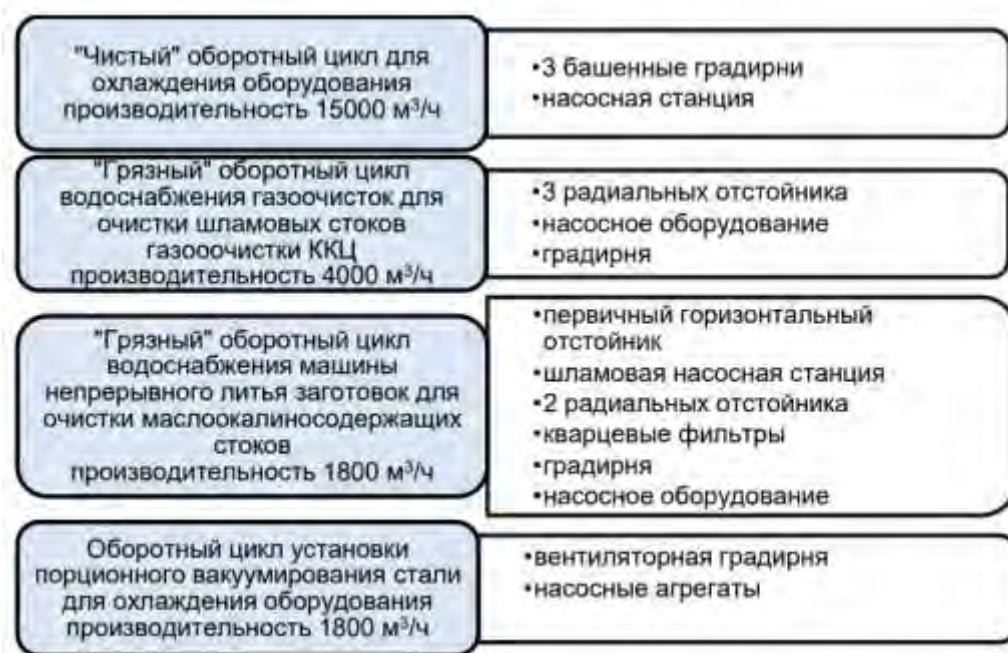 "Чистый" оборотный цикл для
охлаждения оборудования
производительность 15000 м³/ч
•3 башенные градирни
•насосная станция
"Грязный" оборотный цикл
водоснабжения газоочисток для
очистки шламовых стоков
газооочистки ККЦ
производительность 4000 м³/ч
•3 радиальных отстойника
•насосное оборудование
•градирня
"Грязный" оборотный цикл
водоснабжения машины
непрерывного литья заготовок для
очистки маслоокалиносодержащих
стоков
производительность 1800 м³/ч
•первичный горизонтальный
отстойник
•шламовая насосная станция
•2 радиальных отстойника
•кварцевые фильтры
•градирня
•насосное оборудование
Оборотный цикл установки
порционного вакуумирования стали
для охлаждения оборудования
производительность 1800 м³/ч
•вентиляторная градирня
•насосные агрегаты